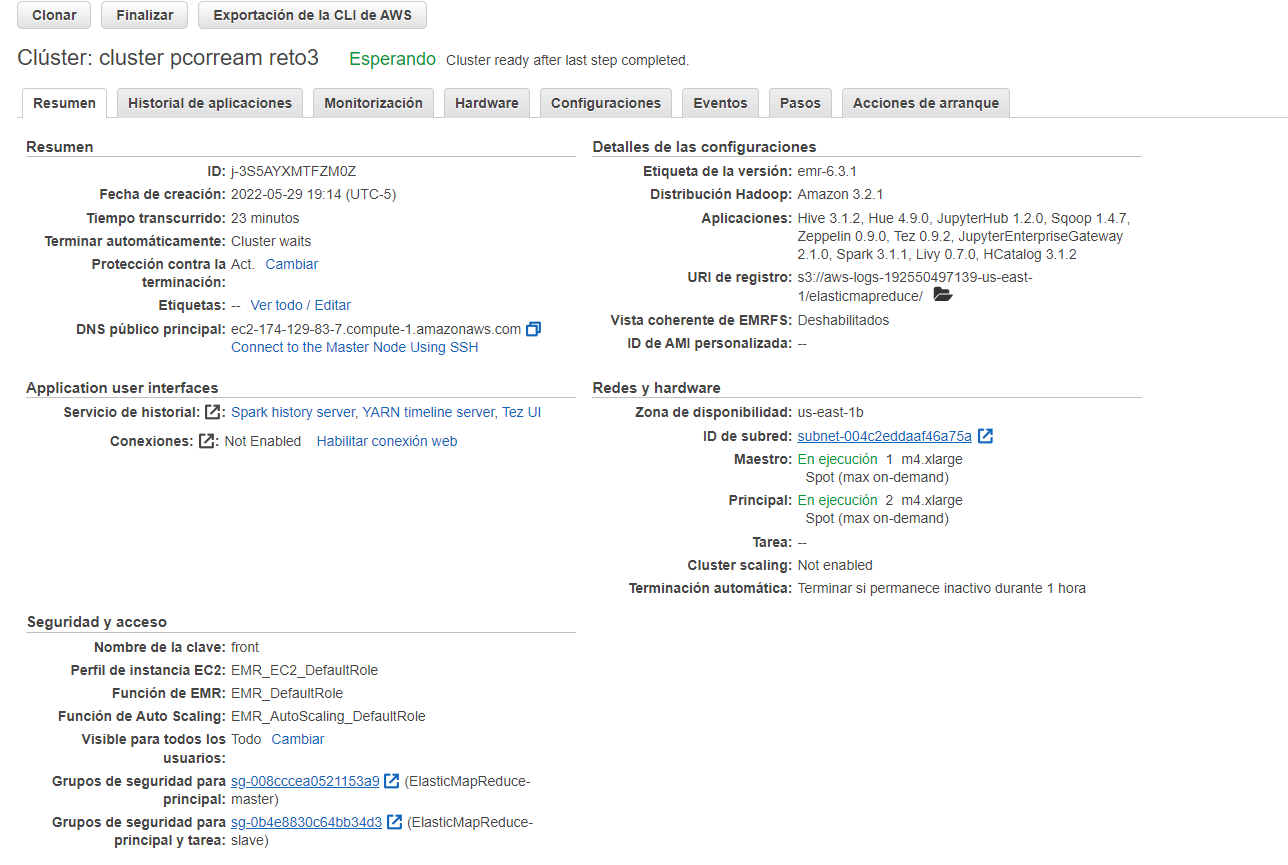 Clonar Finalizar Exportación de la CLI de AWS
Clúster: cluster pcorream reto3 Esperando Cluster ready after last step completed.
Resumen Historial de aplicaciones Monitorización Hardware Configuraciones Eventos Pasos Acciones de arranque
Resumen
ID: j-3S5AYXMTFZM0Z
Fecha de creación: 2022-05-29 19:14 (UTC-5)
Tiempo transcurrido: 23 minutos
Terminar automáticamente: Cluster waits
Protección contra la Act. Cambiar
terminación:
Etiquetas: -- Ver todo / Editar
DNS público principal: ec2-174-129-83-7.compute-1.amazonaws.com
Connect to the Master Node Using SSH
Detalles de las configuraciones
Etiqueta de la versión: emr-6.3.1
Distribución Hadoop: Amazon 3.2.1
Aplicaciones: Hive 3.1.2, Hue 4.9.0, JupyterHub 1.2.0, Sqoop 1.4.7,
Zeppelin 0.9.0, Tez 0.9.2, JupyterEnterpriseGateway
2.1.0, Spark 3.1.1, Livy 0.7.0, HCatalog 3.1.2
URI de registro: s3://aws-logs-192550497139-us-east-
1/elasticmapreduce/
Vista coherente de EMRFS: Deshabilitados
ID de AMI personalizada: --
Application user interfaces
Servicio de historial: : Spark history server, YARN timeline server, Tez UI
Conexiones: : Not Enabled Habilitar conexión web
Redes y hardware
Zona de disponibilidad: us-east-1b
ID de subred: subnet-004c2eddaaf46a75a
Maestro: En ejecución 1 m4.xlarge
Spot (max on-demand)
Principal: En ejecución 2 m4.xlarge
Spot (max on-demand)
Tarea: --
Cluster scaling: Not enabled
Terminación automática: Terminar si permanece inactivo durante 1 hora
Seguridad y acceso
Nombre de la clave: front
Perfil de instancia EC2: EMR_EC2_DefaultRole
Función de EMR: EMR_DefaultRole
Función de Auto Scaling: EMR_AutoScaling_DefaultRole
Visible para todos los Todo Cambiar
usuarios:
Grupos de seguridad para sg-008cccea0521153a9 (ElasticMapReduce-
principal: master)
Grupos de seguridad para sg-0b4e8830c64bb34d3 (ElasticMapReduce-
principal y tarea: slave)